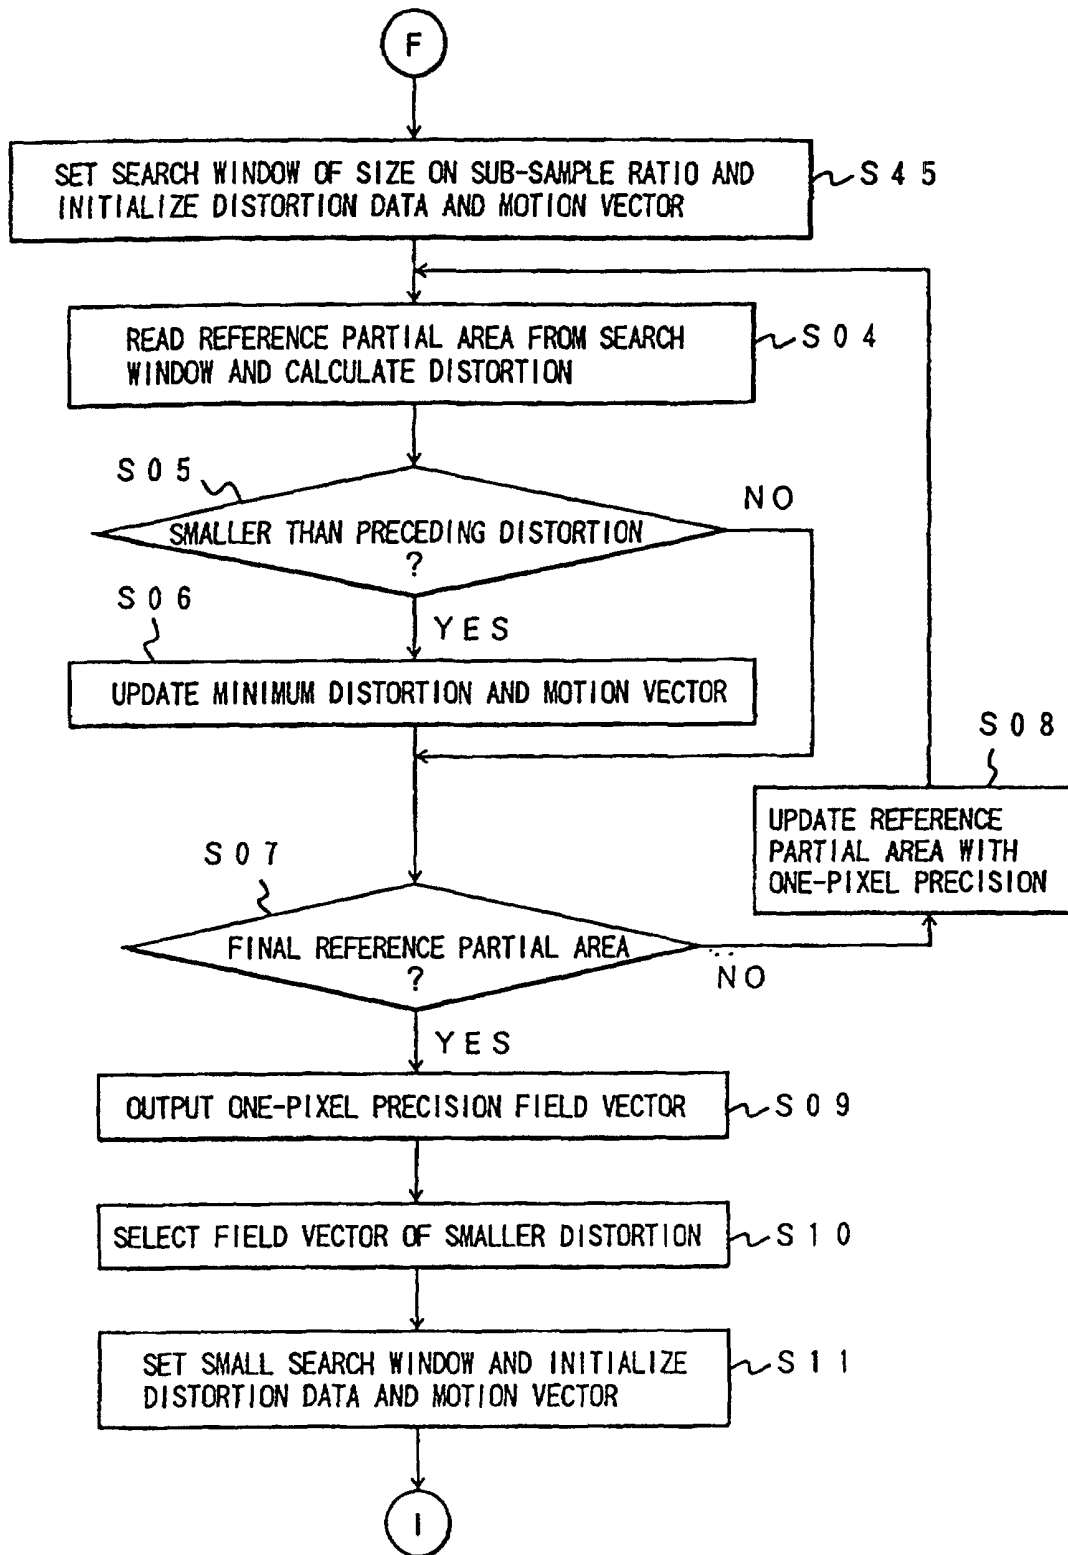 F
SET SEARCH WINDOW OF SIZE ON SUB-SAMPLE RATIO AND
INITIALIZE DISTORTION DATA AND MOTION VECTOR
S45
READ REFERENCE PARTIAL AREA FROM SEARCH
WINDOW AND CALCULATE DISTORTION
S04
S05
SMALLER THAN PRECEDING DISTORTION
?
NO
YES
S06
UPDATE MINIMUM DISTORTION AND MOTION VECTOR
S08
UPDATE REFERENCE
PARTIAL AREA WITH
ONE-PIXEL PRECISION
S07
FINAL REFERENCE PARTIAL AREA
?
NO
YES
OUTPUT ONE-PIXEL PRECISION FIELD VECTOR
S09
SELECT FIELD VECTOR OF SMALLER DISTORTION
S10
SET SMALL SEARCH WINDOW AND INITIALIZE
DISTORTION DATA AND MOTION VECTOR
S11
I